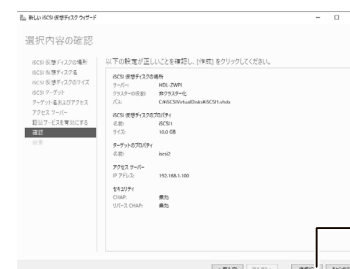 新しい iSCSI 仮想ディスク ウィザード
選択内容の確認
iSCSI 仮想ディスクの場所
iSCSI 仮想ディスク名
iSCSI 仮想ディスクのサイズ
iSCSI ターゲット
ターゲット名およびアクセス
アクセス サーバー
認証サービスを有効にする
確認
結果
以下の設定が正しいことを確認し、[作成] をクリックしてください。
iSCSI 仮想ディスクの場所
サーバー: HDL-ZWPI
クラスターの役割: 非クラスター化
パス: C:\iSCSIVirtualDisks\iSCSI1.vhdx
iSCSI 仮想ディスクのプロパティ
名前: iSCSI1
サイズ: 10.0 GB
ターゲットのプロパティ
名前: iscsi2
アクセス サーバー
IP アドレス: 192.168.1.100
セキュリティ
CHAP: 無効
リバース CHAP: 無効